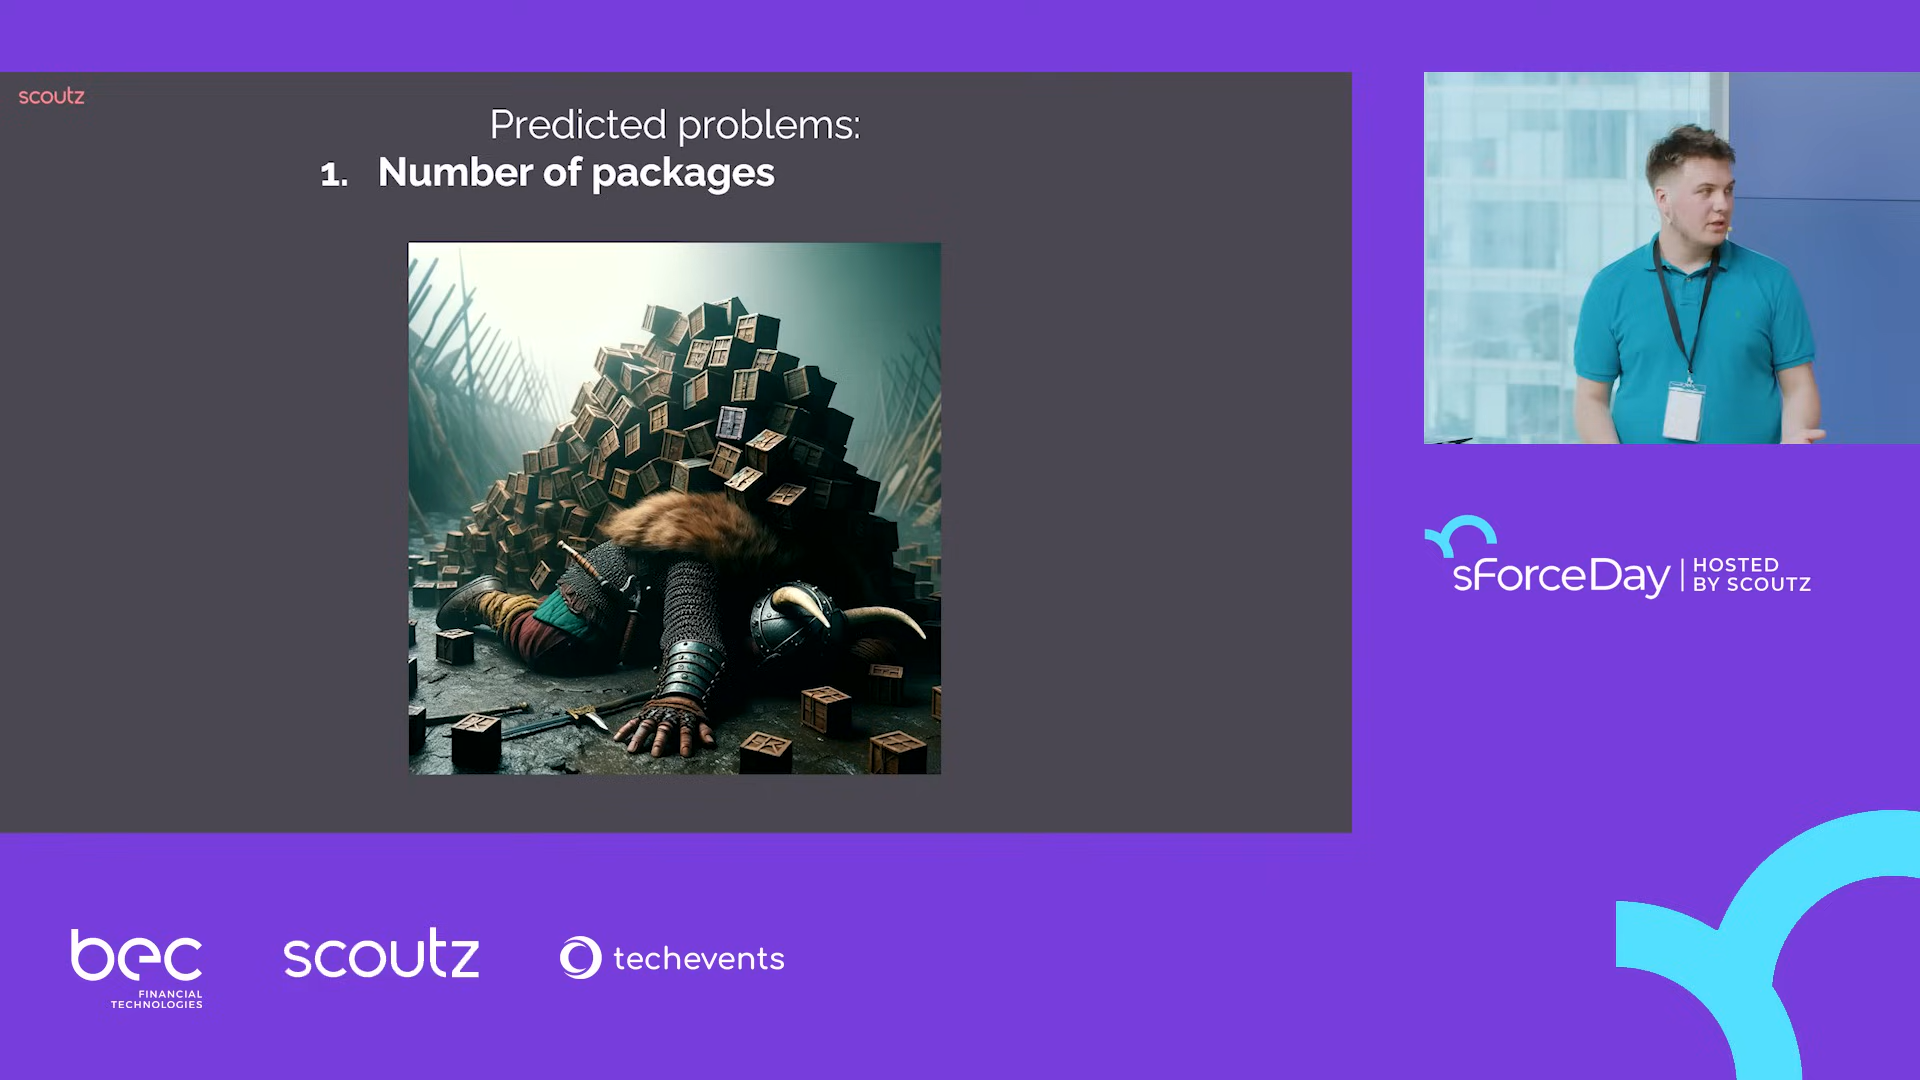 scoutz
Predicted problems:
1. Number of packages
sForceDay
HOSTED
BY SCOUTZ
bec
FINANCIAL
TECHNOLOGIES
scoutz
techevents